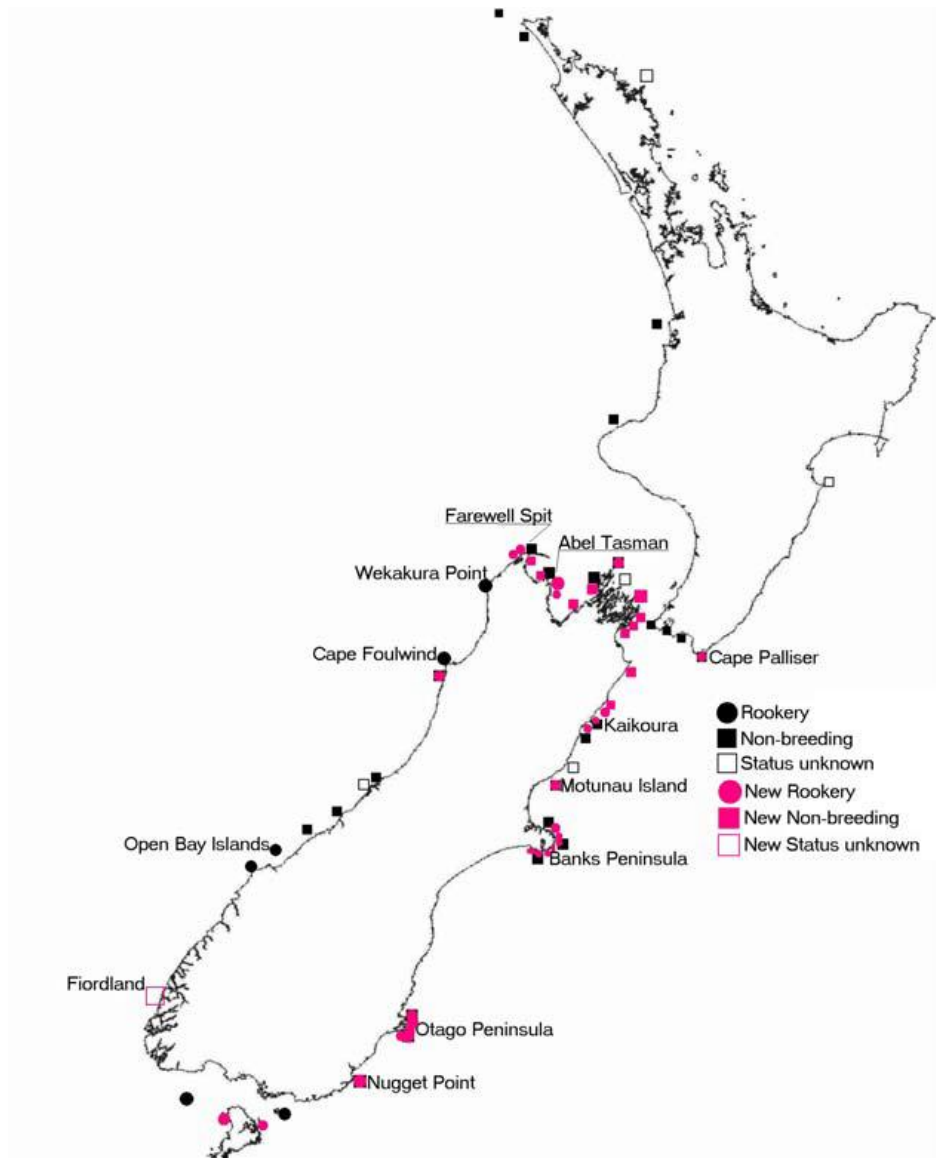 Farewell Spit
Abel Tasman
Wekakura Point
Cape Foulwind
Cape Palliser
Rookery
Kaikoura
Non-breeding
Status unknown
Motunau Island
New Rookery
New Non-breeding
Open Bay Islands
New Status unknown
Banks Peninsula
Fiordland
Otago Peninsula
Nugget Point